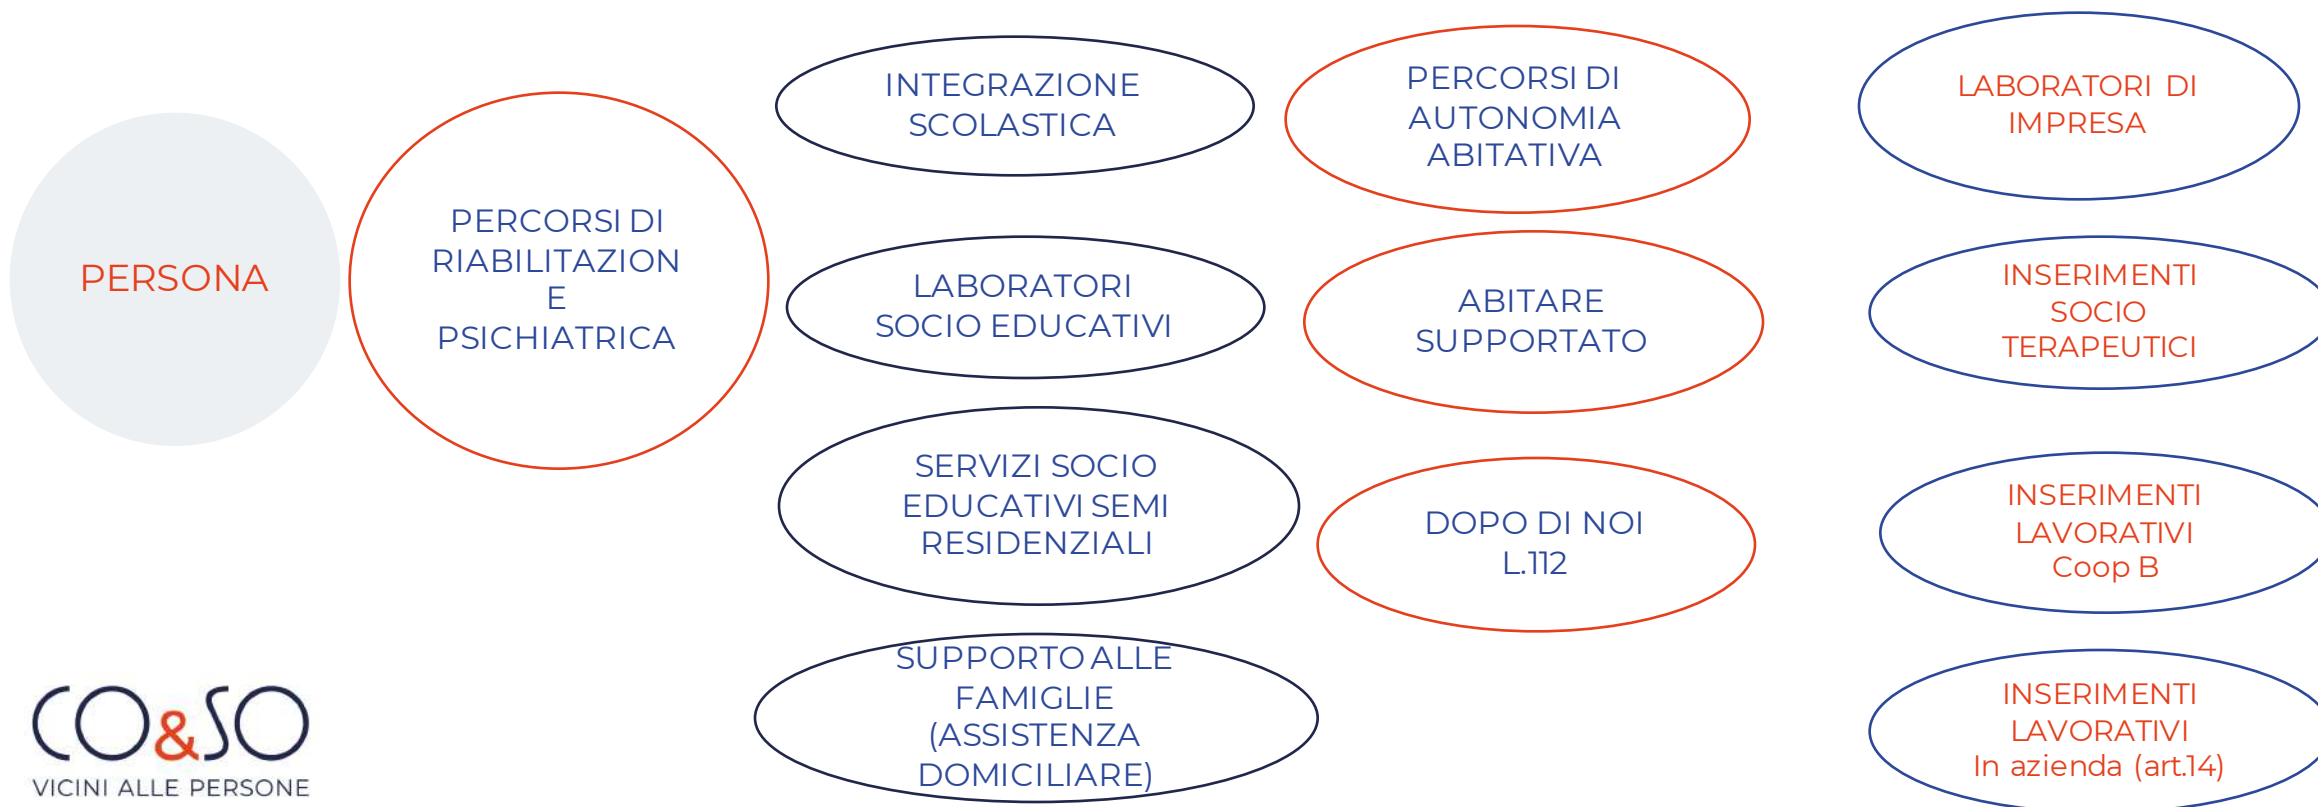 PERSONA
PERCORSI DI
RIABILITAZION
E
PSICHIATRICA
INTEGRAZIONE
SCOLASTICA
LABORATORI
SOCIO EDUCATIVI
SERVIZI SOCIO
EDUCATIVI SEMI
RESIDENZIALI
SUPPORTO ALLE
FAMIGLIE
(ASSISTENZA
DOMICILIARE)
PERCORSI DI
AUTONOMIA
ABITATIVA
ABITARE
SUPPORTATO
DOPO DI NOI
L.112
LABORATORI DI
IMPRESA
INSERIMENTI
SOCIO
TERAPEUTICI
INSERIMENTI
LAVORATIVI
Coop B
INSERIMENTI
LAVORATIVI
In azienda (art.14)
CO&SO
VICINI ALLE PERSONE